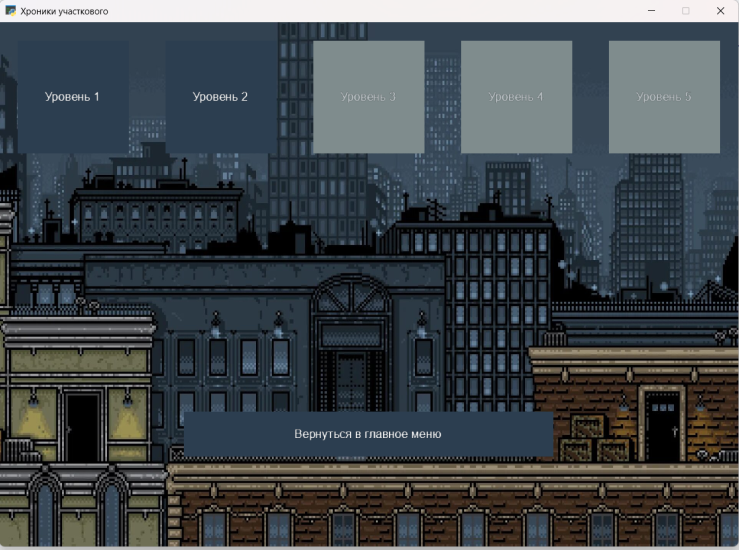 Хроники участкового
Уровень 1
Уровень 2
Уровень 3
Уровень 4
Уровень 5
Вернуться в главное меню